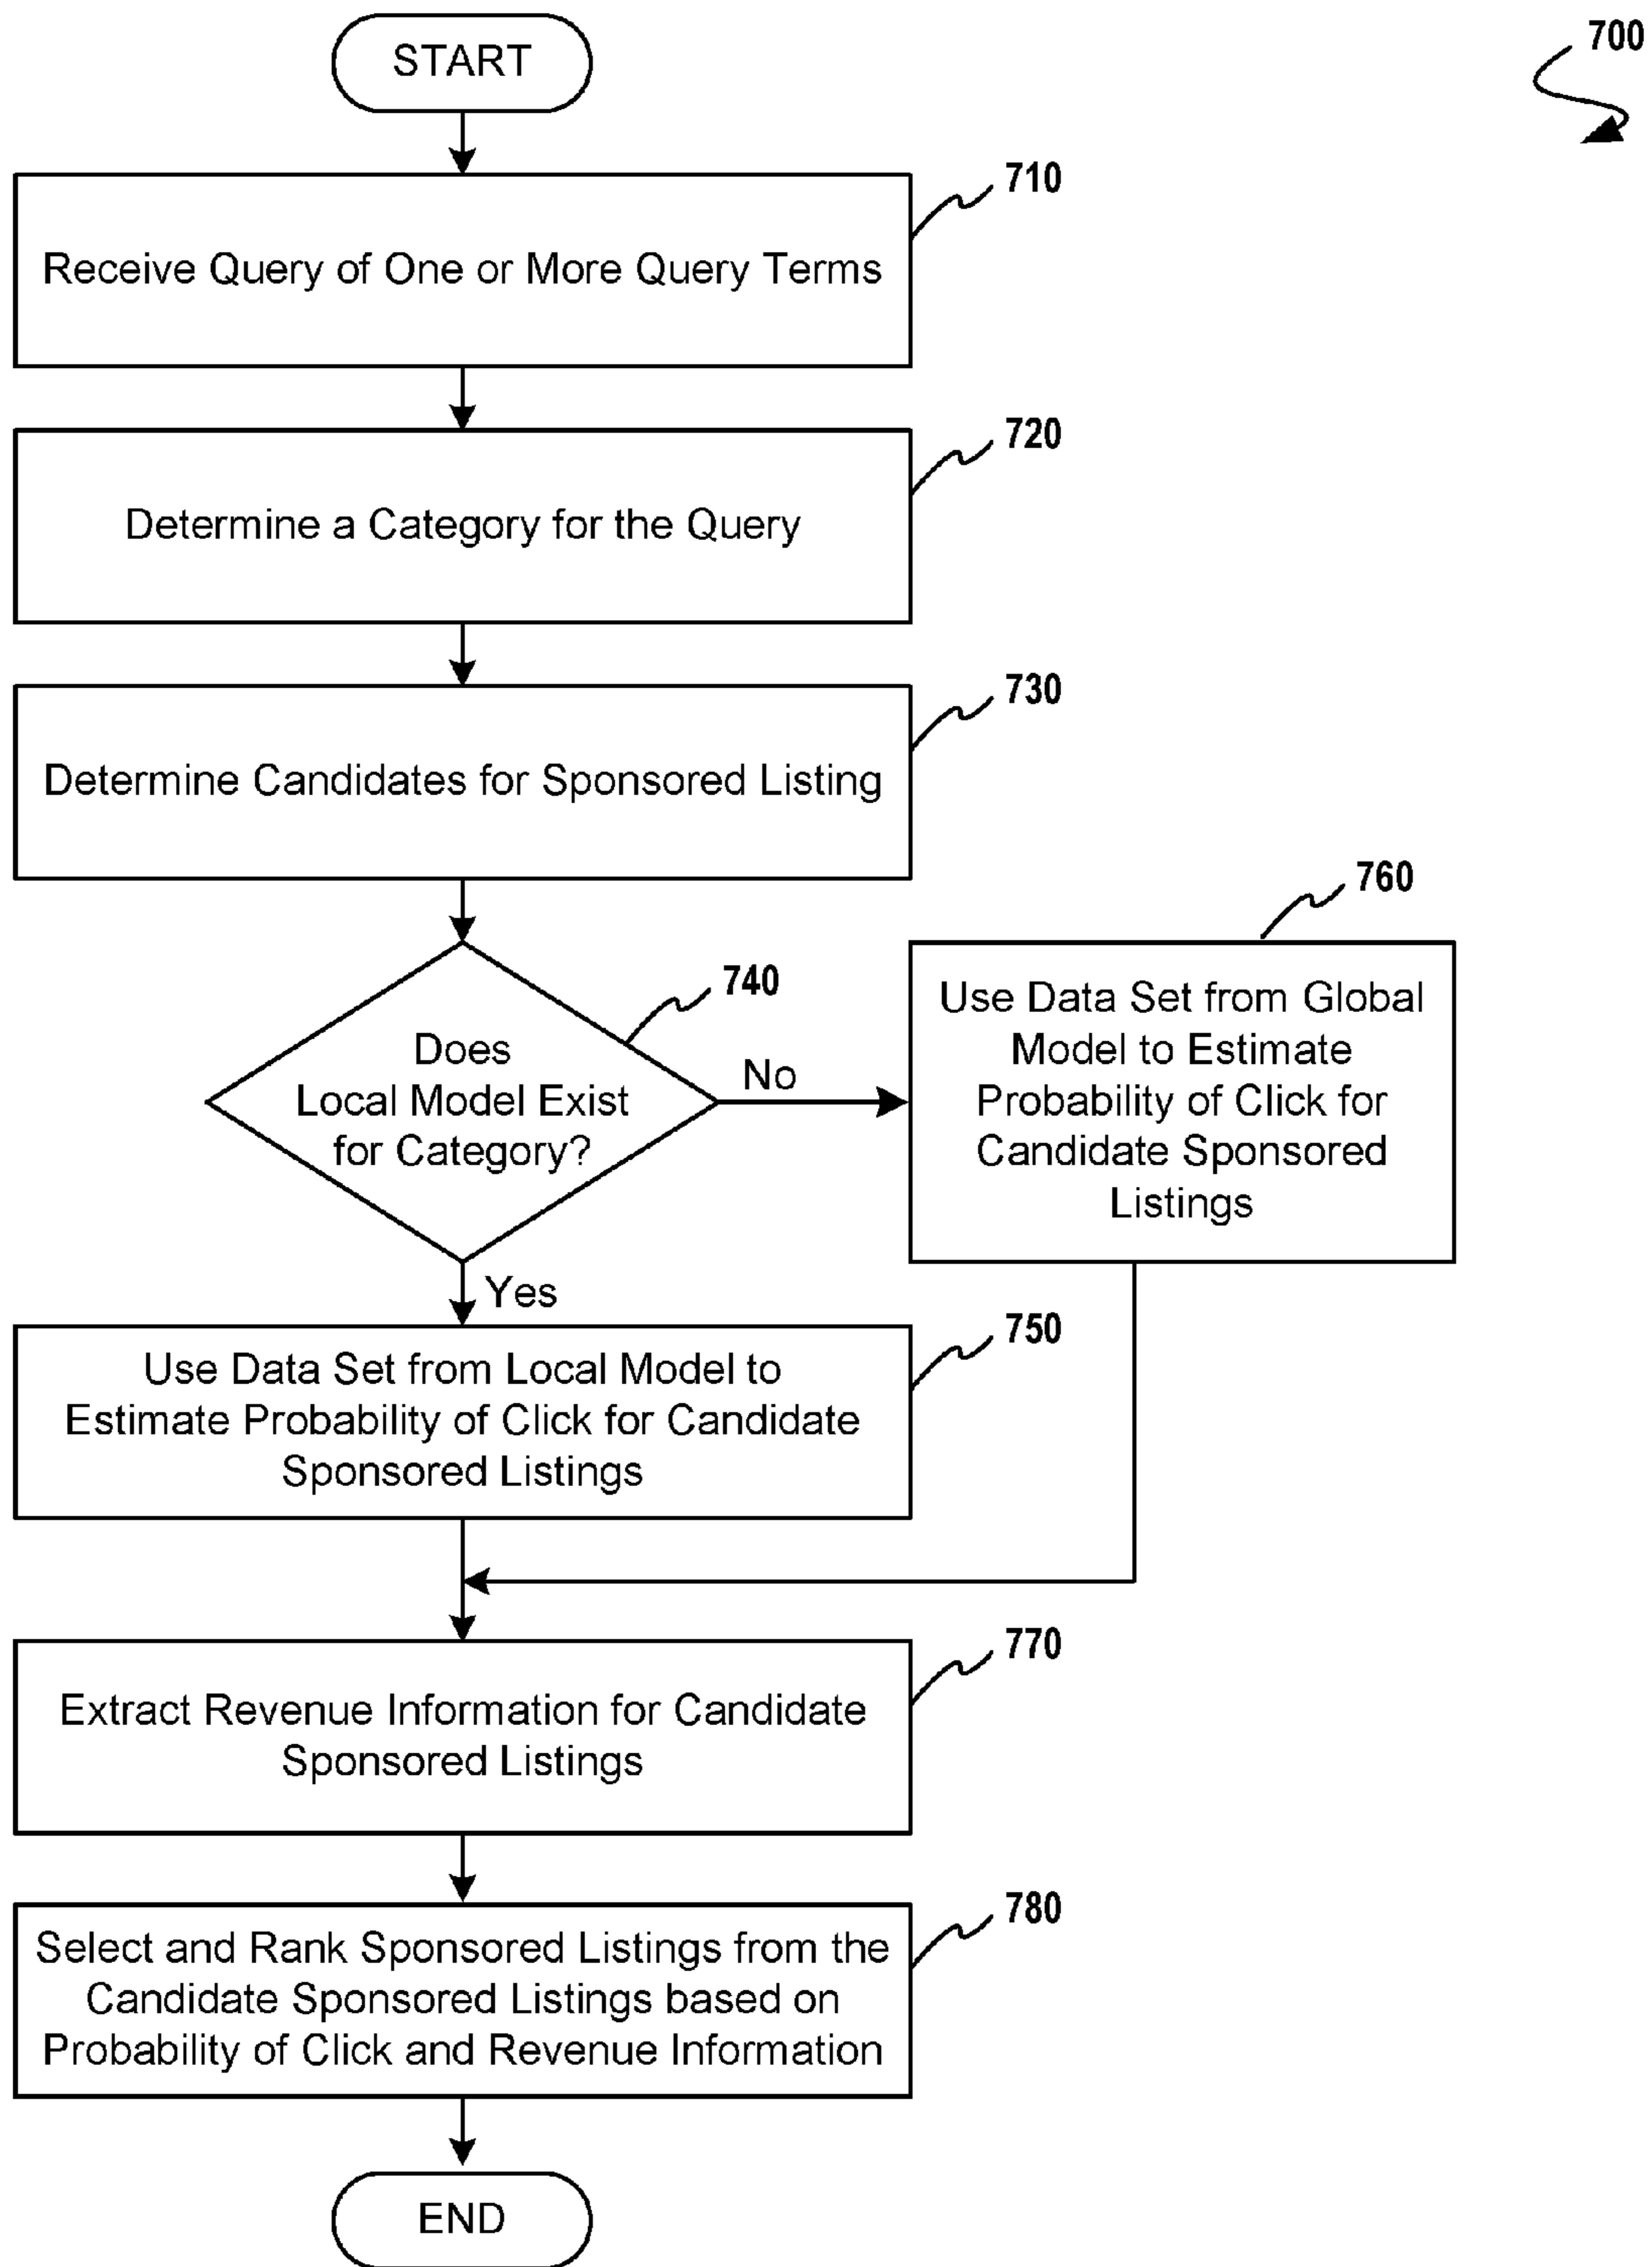 START
700
710
Receive Query of One or More Query Terms
720
Determine a Category for the Query
730
Determine Candidates for Sponsored Listing
740
Does
Local Model Exist
for Category?
No
760
Use Data Set from Global
Model to Estimate
Probability of Click for
Candidate Sponsored
Listings
Yes
750
Use Data Set from Local Model to
Estimate Probability of Click for Candidate
Sponsored Listings
770
Extract Revenue Information for Candidate
Sponsored Listings
780
Select and Rank Sponsored Listings from the
Candidate Sponsored Listings based on
Probability of Click and Revenue Information
END